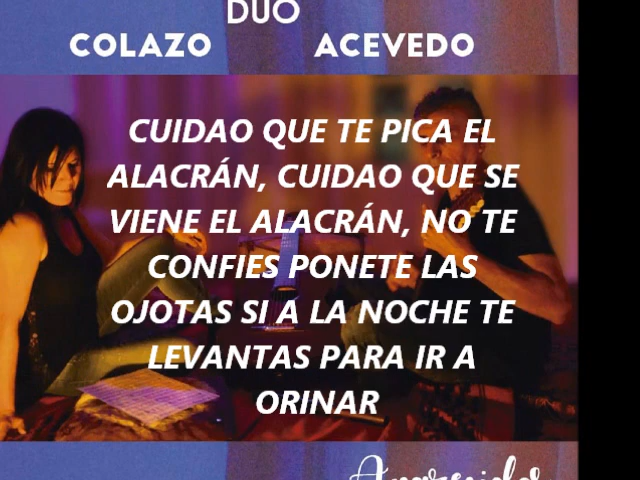 DUO
COLAZO ACEVEDO
CUIDAO QUE TE PICA EL
ALACRÁN, CUIDAO QUE SE
VIENE EL ALACRÁN, NO TE
CONFIES PONETE LAS
OJOTAS SI A LA NOCHE TE
LEVANTAS PARA IR A
ORINAR